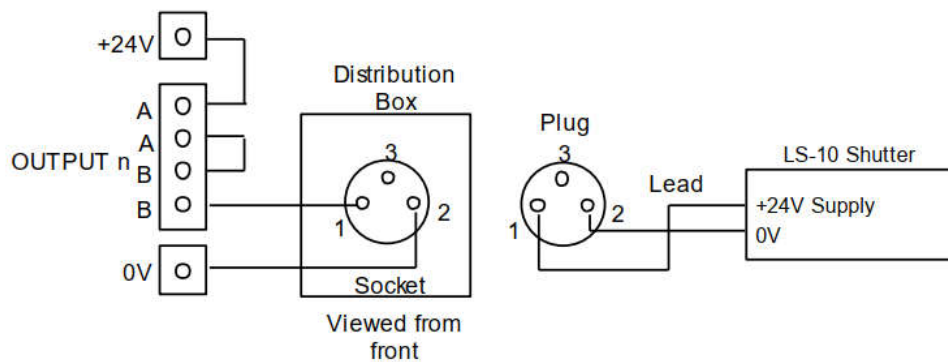 +24V
A
A
OUTPUT n
B
B
0V
Distribution
Box
3
1
2
Socket
Viewed from
front
Plug
3
1
2
Lead
LS-10 Shutter
+24V Supply
0V